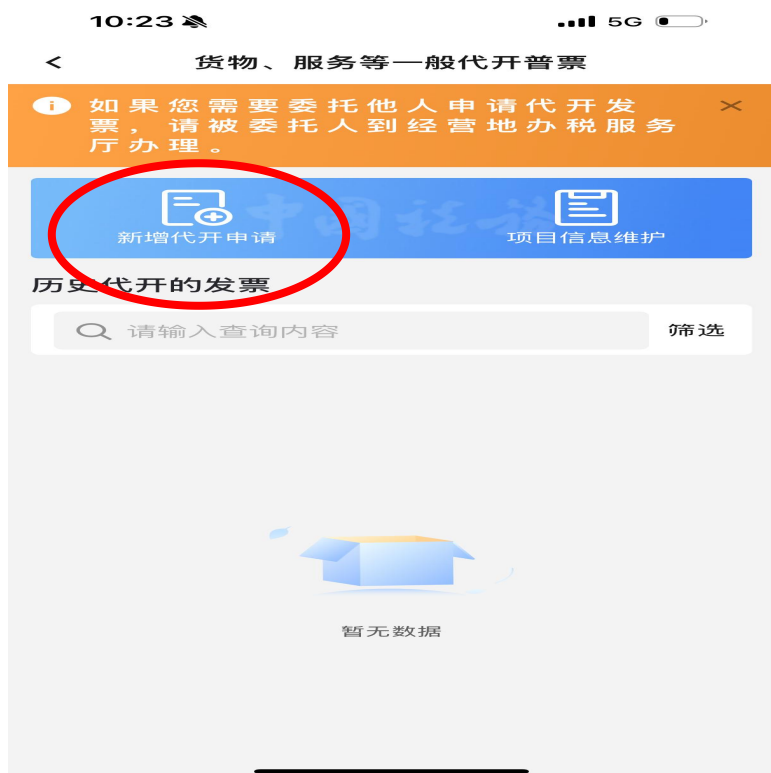 10:23
5G
货物、服务等一般代开普票
如果您需要委托他人申请代开发
票，请被委托人到经营地办税服务
厅办理。
中国税务
新增代开申请
项目信息维护
历史代开的发票
请输入查询内容
筛选
暂无数据